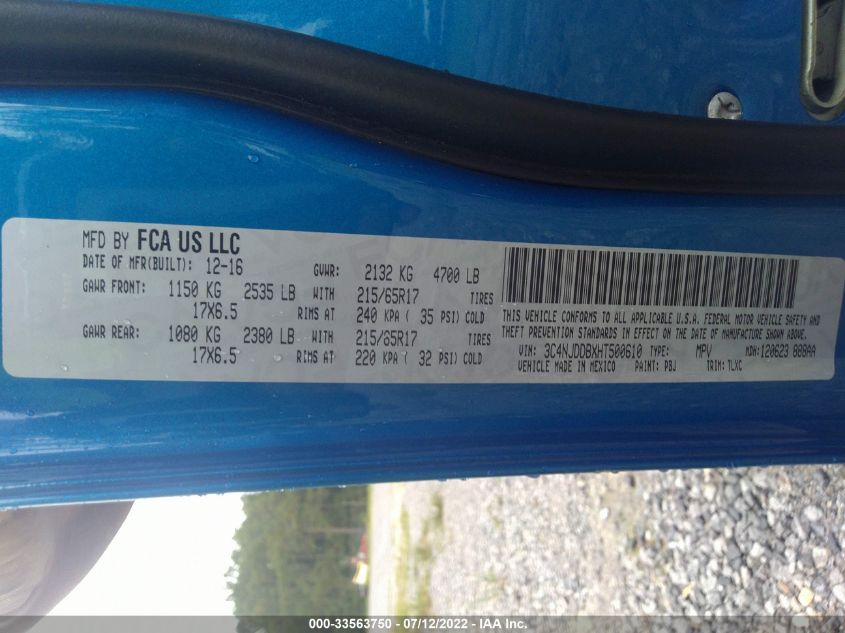 MFD BY FCA US LLC
DATE OF MFR(BUILT): 12-16 GVWR: 2132 KG 4700 LB
GAWR FRONT: 1150 KG 2535 LB WITH 215/65R17 TIRES
17X6.5 RIMS AT 240 KPA ( 35 PSI) COLD
GAWR REAR: 1080 KG 2380 LB WITH 215/65R17 TIRES
17X6.5 RIMS AT 220 KPA ( 32 PSI) COLD
THIS VEHICLE CONFORMS TO ALL APPLICABLE U.S.A. FEDERAL MOTOR VEHICLE SAFETY AND
THEFT PREVENTION STANDARDS IN EFFECT ON THE DATE OF MANUFACTURE SHOWN ABOVE.
VIN: 3C4NJDDBXHT500610 TYPE: MPV MDH:120623 888AA
VEHICLE MADE IN MEXICO PAINT: PBJ TRIM: TLXC
000-33563750 - 07/12/2022 - IAA Inc.